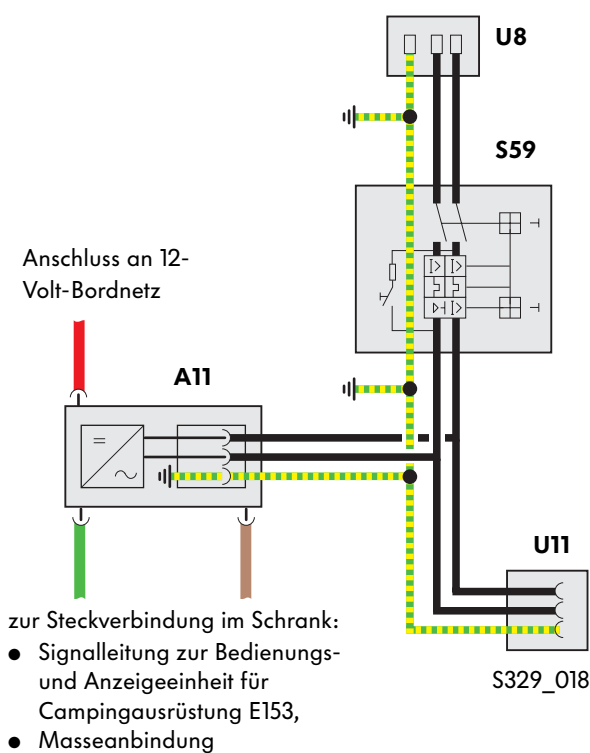 U8
S59
Anschluss an 12-
Volt-Bordnetz
A11
U11
zur Steckverbindung im Schrank:
● Signalleitung zur Bedienungs-
und Anzeigeeinheit für
Campingausrüstung E153,
● Masseanbindung
S329_018